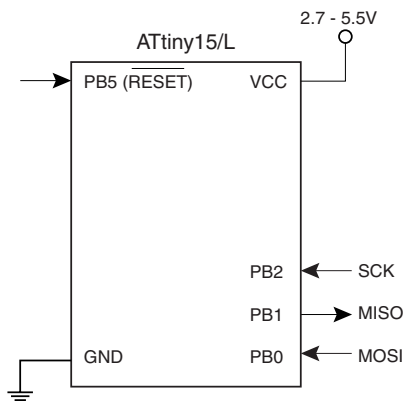 2.7 - 5.5V
ATtiny15/L
PB5 (RESET) VCC
PB2 SCK
PB1 MISO
GND PB0 MOSI